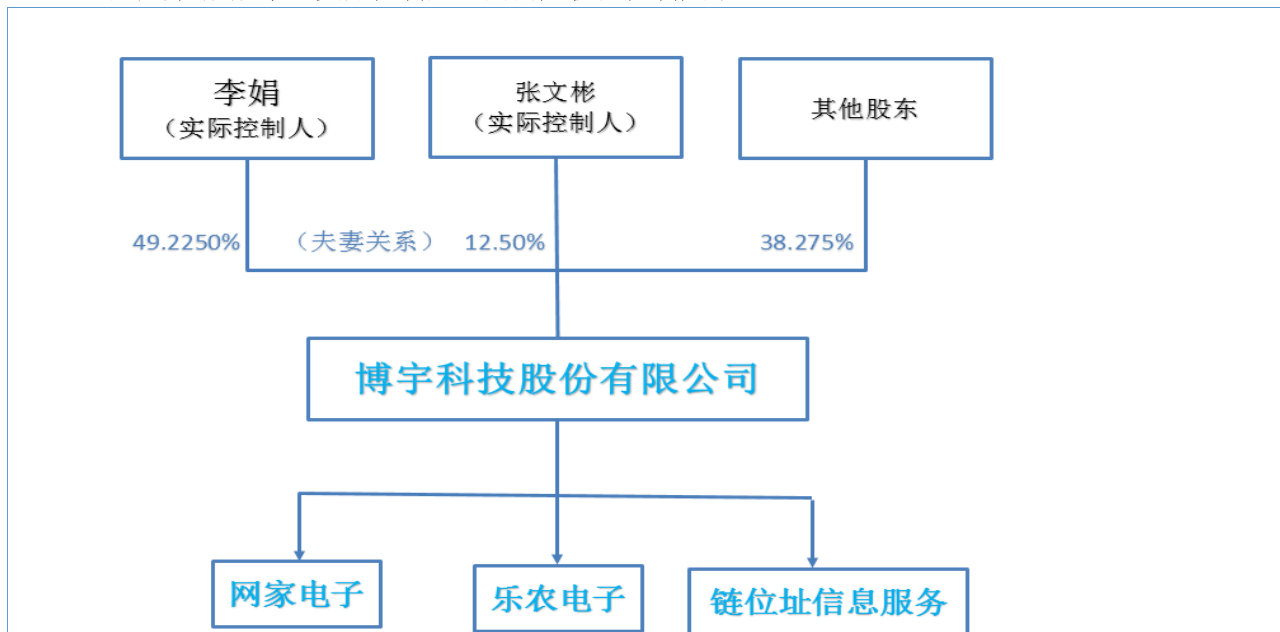 李娟
（实际控制人）
张文彬
（实际控制人）
其他股东
49.2250%
（夫妻关系）
12.50%
38.275%
博宇科技股份有限公司
网家电子
乐农电子
链位址信息服务